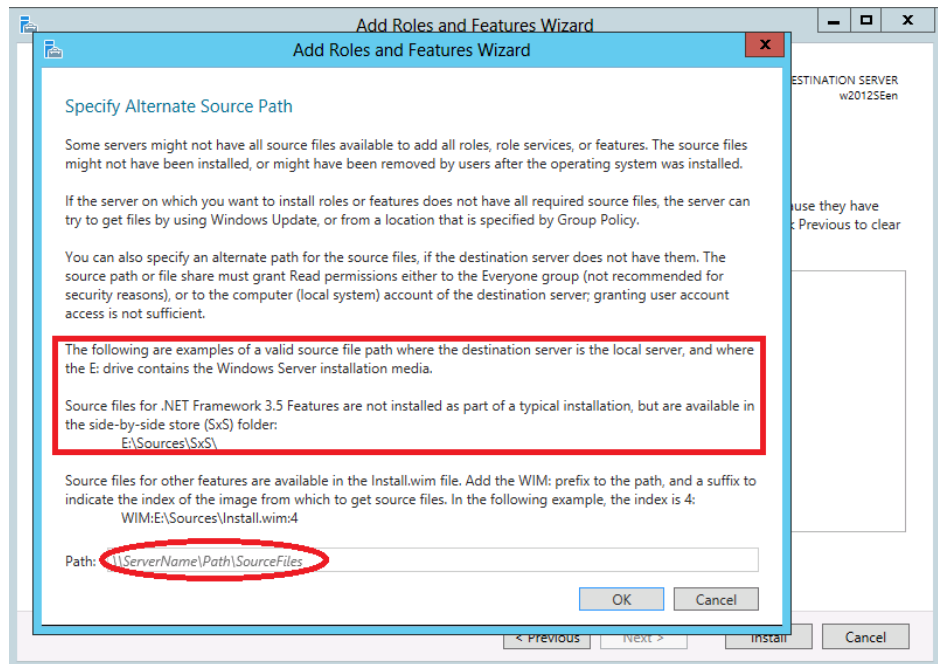 Add Roles and Features Wizard
Add Roles and Features Wizard
DESTINATION SERVER
w2012SEen
Specify Alternate Source Path
Some servers might not have all source files available to add all roles, role services, or features. The source files
might not have been installed, or might have been removed by users after the operating system was installed.
If the server on which you want to install roles or features does not have all required source files, the server can
try to get files by using Windows Update, or from a location that is specified by Group Policy.
they have
Previous to clear
You can also specify an alternate path for the source files, if the destination server does not have them. The
source path or file share must grant Read permissions either to the Everyone group (not recommended for
security reasons), or to the computer (local system) account of the destination server; granting user account
access is not sufficient.
The following are examples of a valid source file path where the destination server is the local server, and where
the E: drive contains the Windows Server installation media.
Source files for .NET Framework 3.5 Features are not installed as part of a typical installation, but are available in
the side-by-side store (SxS) folder:
E:\Sources\SxS\
Source files for other features are available in the Install.wim file. Add the WIM: prefix to the path, and a suffix to
indicate the index of the image from which to get source files. In the following example, the index is 4:
WIM:E:\Sources\Install.wim:4
Path: \\ServerName\Path\SourceFiles
OK Cancel
< Previous Next > Install Cancel